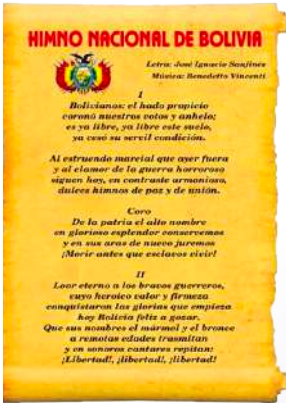 HIMNO NACIONAL DE BOLIVIA
Letra: José Ignacio Sanjinés
Música: Benedetto Vincenti
I
Bolivianos: el hado propicio
coronó nuestros votos y anhelo;
es ya libre, ya libre este suelo,
ya cesó su servil condición.
Al estruendo marcial que ayer fuera
y al clamor de la guerra horroroso
siguen hoy, en contraste armonioso,
dulces himnos de paz y de unión.
Coro
De la patria el alto nombre
en glorioso esplendor conservemos
y en sus aras de nuevo juremos
¡Morir antes que esclavos vivir!
II
Loor eterno a los bravos guerreros,
cuyo heroico valor y firmeza
conquistaron las glorias que empieza
hoy Bolivia feliz a gozar.
Que sus nombres el mármol y el bronce
a remotas edades trasmitan
y en sonoros cantares repitan:
¡Libertad!, ¡libertad!, ¡libertad!